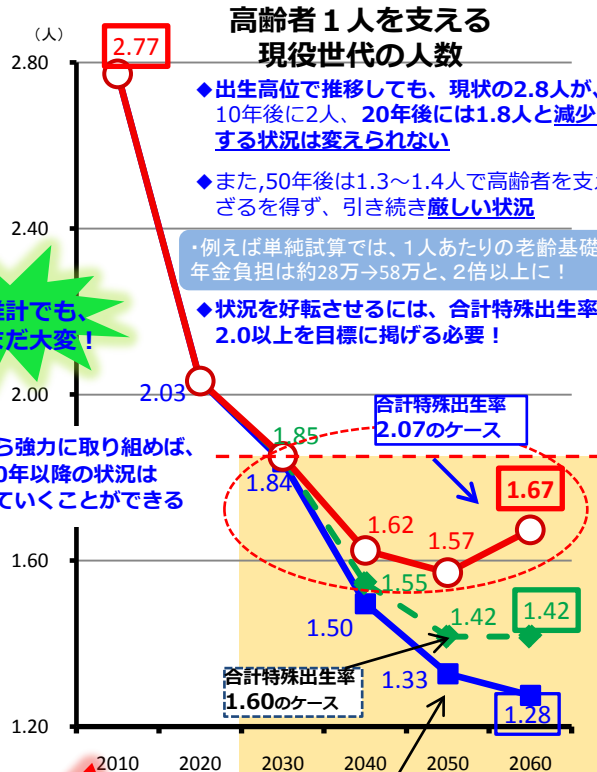 高齢者１人を支える
現役世代の人数
（人）
2.77
2.80
◆出生高位で推移しても、現状の2.8人が、
10年後に2人、20年後には1.8人と減少
する状況は変えられない
◆また,50年後は1.3～1.4人で高齢者を支え
ざるを得ず、引き続き厳しい状況
2.40
・例えば単純試算では、１人あたりの老齢基礎
年金負担は約28万→58万と、２倍以上に！
推計でも、
まだ大変！
◆状況を好転させるには、合計特殊出生率
2.0以上を目標に掲げる必要！
2.03
2.00
合計特殊出生率
2.07のケース
1.85
ら強力に取り組めば、
0年以降の状況は
ていくことができる
1.84
1.67
1.62
1.57
1.60
1.55
1.50
1.42
1.42
合計特殊出生率
1.60のケース
1.33
1.28
1.20
2010 2020 2030 2040 2050 2060